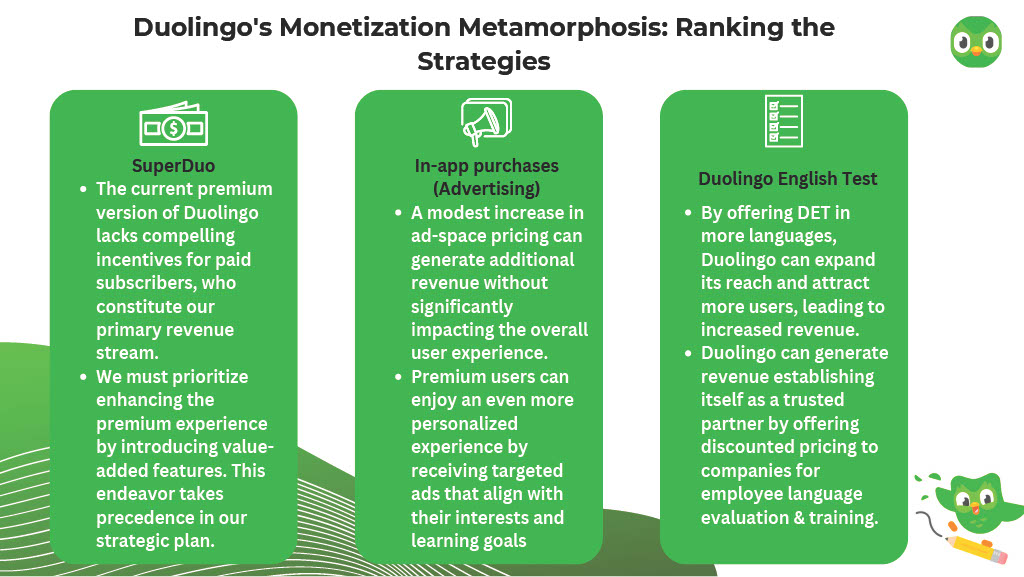 Duolingo's Monetization Metamorphosis: Ranking the
Strategies
$
SuperDuo
• The current premium
version of Duolingo
lacks compelling
incentives for paid
subscribers, who
constitute our
primary revenue
stream.
• We must prioritize
enhancing the
premium experience
by introducing value-
added features. This
endeavor takes
precedence in our
strategic plan.
In-app purchases
(Advertising)
• A modest increase in
ad-space pricing can
generate additional
revenue without
significantly
impacting the overall
user experience.
• Premium users can
enjoy an even more
personalized
experience by
receiving targeted
ads that align with
their interests and
learning goals
Duolingo English Test
• By offering DET in
more languages,
Duolingo can expand
its reach and attract
more users, leading to
increased revenue.
• Duolingo can generate
revenue establishing
itself as a trusted
partner by offering
discounted pricing to
companies for
employee language
evaluation & training.